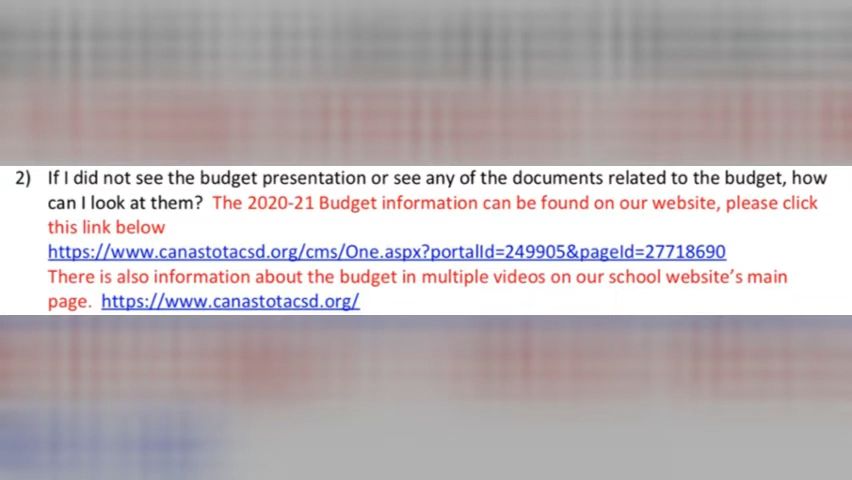 2) If I did not see the budget presentation or see any of the documents related to the budget, how
can I look at them? The 2020-21 Budget information can be found on our website, please click
this link below
https://www.canastotacsd.org/cms/One.aspx?portalId=249905&pageId=27718690
There is also information about the budget in multiple videos on our school website's main
page. https://www.canastotacsd.org/